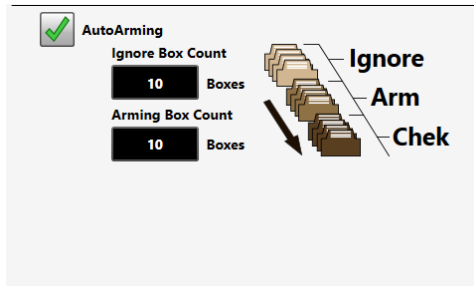 AutoArming
Ignore Box Count
10 Boxes
Arming Box Count
10 Boxes
Ignore
Arm
Chek